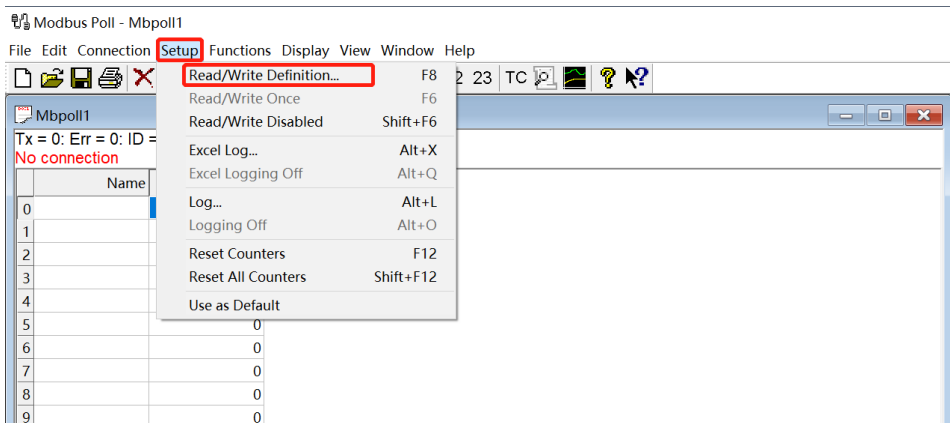 Modbus Poll - Mbpoll1
File Edit Connection Setup Functions Display View Window Help
Read/Write Definition... F8
23 TC
Read/Write Once F6
Mbpoll1
Read/Write Disabled Shift+F6
Tx = 0: Err = 0: ID =
No connection
Excel Log... Alt+X
Excel Logging Off Alt+Q
Name
Log... Alt+L
0
Logging Off Alt+O
1
Reset Counters F12
2
Reset All Counters Shift+F12
3
4
Use as Default
5 0
6 0
7 0
8 0
9 0